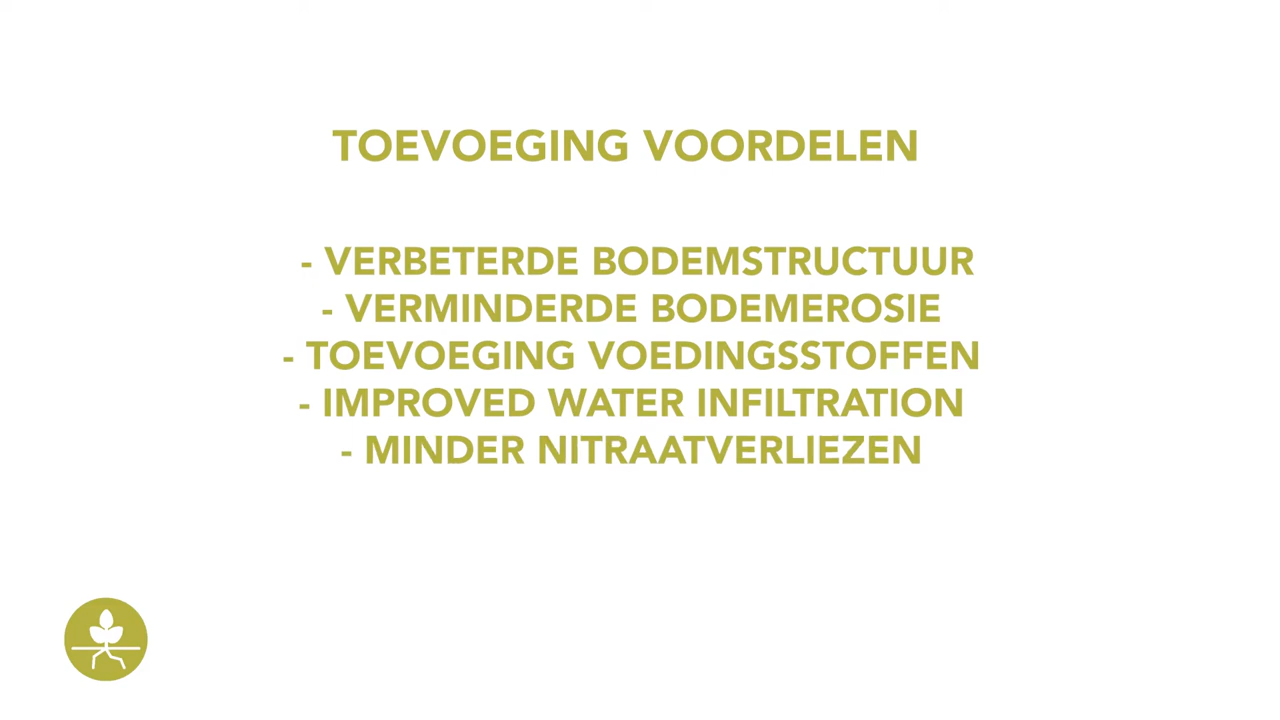 TOEVOEGING VOORDELEN
- VERBETERDE BODEMSTRUCTUUR
- VERMINDERDE BODEMEROSIE
- TOEVOEGING VOEDINGSSTOFFEN
- IMPROVED WATER INFILTRATION
- MINDER NITRAATVERLIEZEN